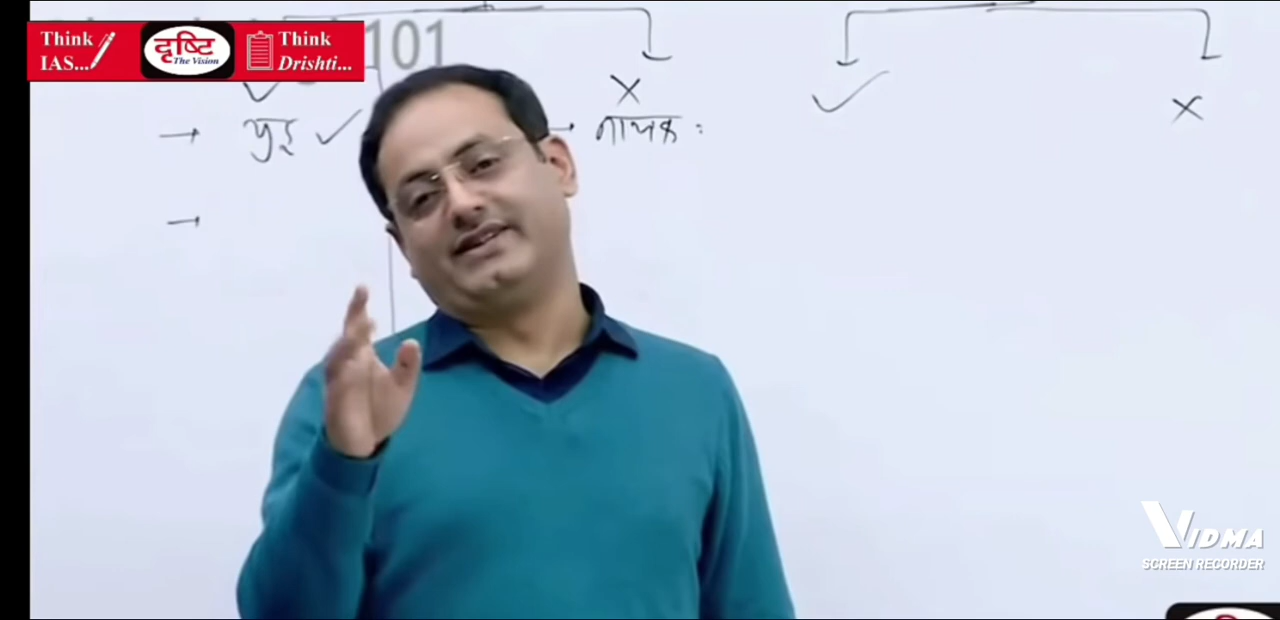 Think
IAS...
दृष्टि
The Vision
Think
Drishti...
101
→ युद्ध ✓
→ नायक :
VIDMA
SCREEN RECORDER